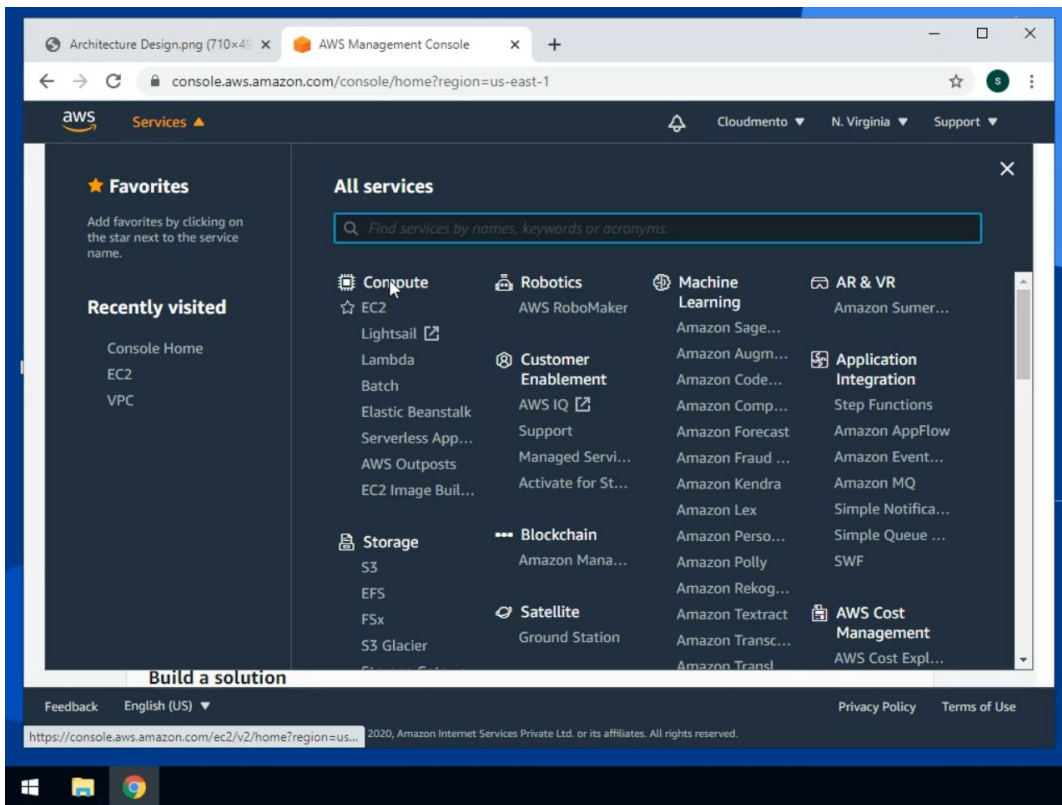 Architecture Design.png (710×49
AWS Management Console
console.aws.amazon.com/console/home?region=us-east-1
S
aws
Services
Cloudmento
N. Virginia
Support
Favorites
Add favorites by clicking on
the star next to the service
name.
Recently visited
Console Home
EC2
VPC
All services
Find services by names, keywords or acronyms.
Compute
EC2
Lightsail
Lambda
Batch
Elastic Beanstalk
Serverless App...
AWS Outposts
EC2 Image Buil...
Storage
S3
EFS
FSx
S3 Glacier
Robotics
AWS RoboMaker
Customer
Enablement
AWS IQ
Support
Managed Servi...
Activate for St...
Blockchain
Amazon Mana...
Satellite
Ground Station
Machine
Learning
Amazon Sage...
Amazon Augm...
Amazon Code...
Amazon Comp...
Amazon Forecast
Amazon Fraud ...
Amazon Kendra
Amazon Lex
Amazon Perso...
Amazon Polly
Amazon Rekog...
Amazon Textract
Amazon Transc...
Amazon Transl
AR & VR
Amazon Sumer...
Application
Integration
Step Functions
Amazon AppFlow
Amazon Event...
Amazon MQ
Simple Notifica...
Simple Queue ...
SWF
AWS Cost
Management
AWS Cost Expl...
Build a solution
Feedback
English (US)
Privacy Policy
Terms of Use
https://console.aws.amazon.com/ec2/v2/home?region=us...
2020, Amazon Internet Services Private Ltd. or its affiliates. All rights reserved.